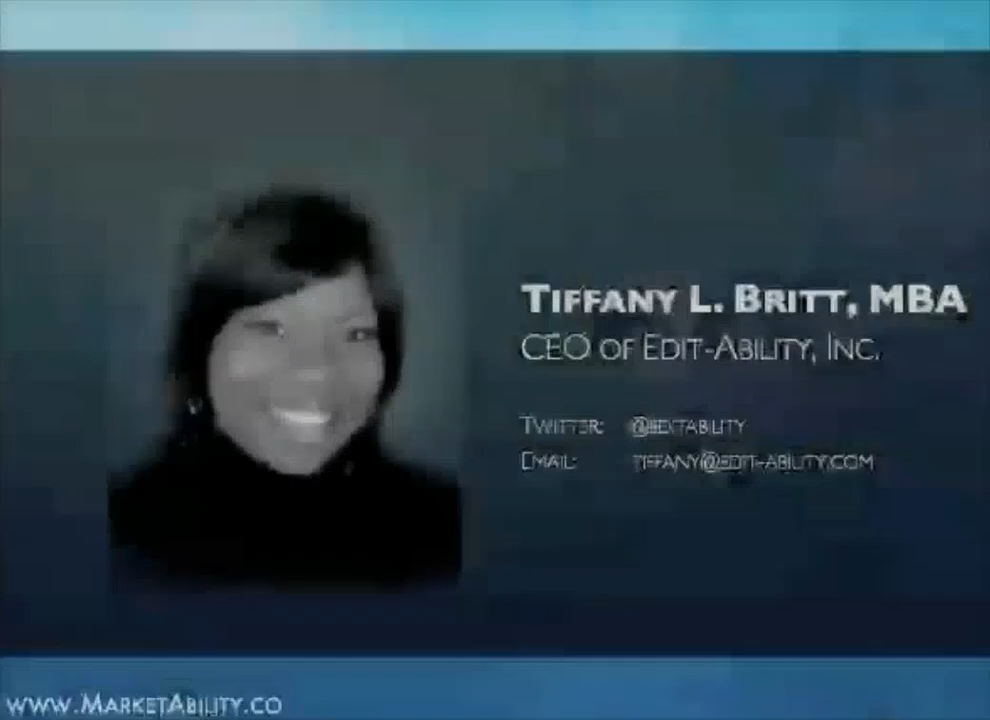 Tiffany L. Britt, MBA
CEO of Edit-Ability, Inc.
Twitter:
Email: tiffany@edit-ability.com
www.MarketAbility.co